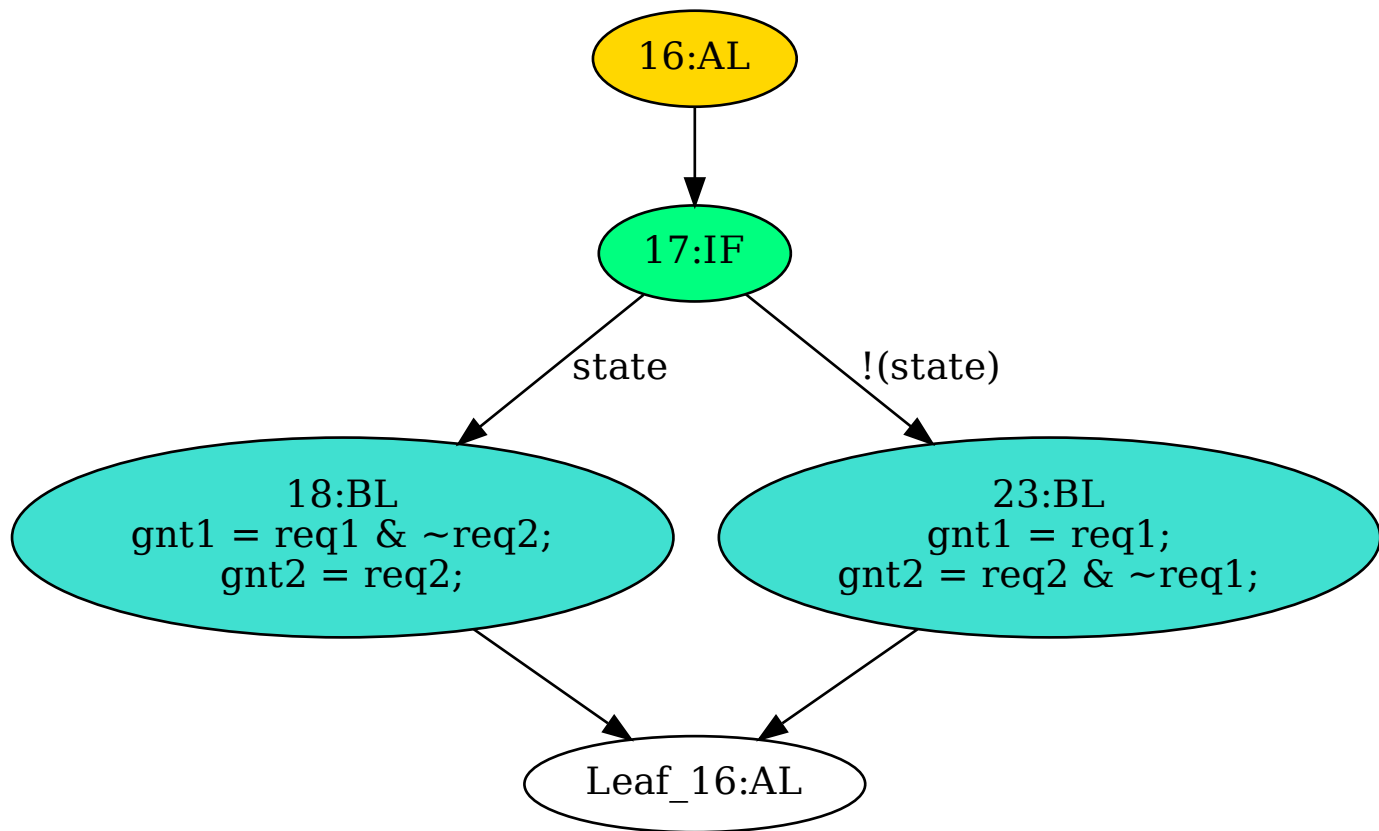 16:AL
17:IF
state
!(state)
18:BL
gnt1 = req1 & ~req2;
gnt2 = req2;
23:BL
gnt1 = req1;
gnt2 = req2 & ~req1;
Leaf_16:AL